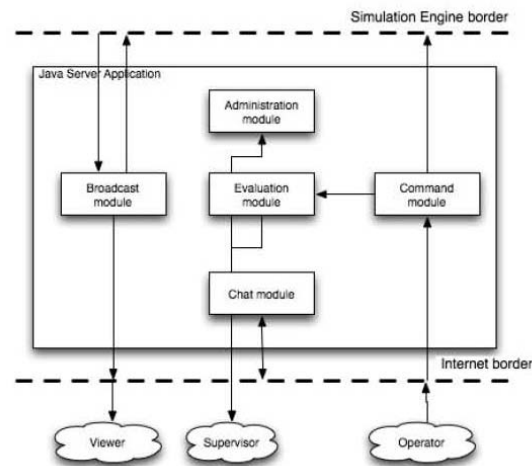 Simulation Engine border
Java Server Application
Administration
module
Broadcast
module
Evaluation
module
Command
module
Chat module
Internet border
Viewer
Supervisor
Operator